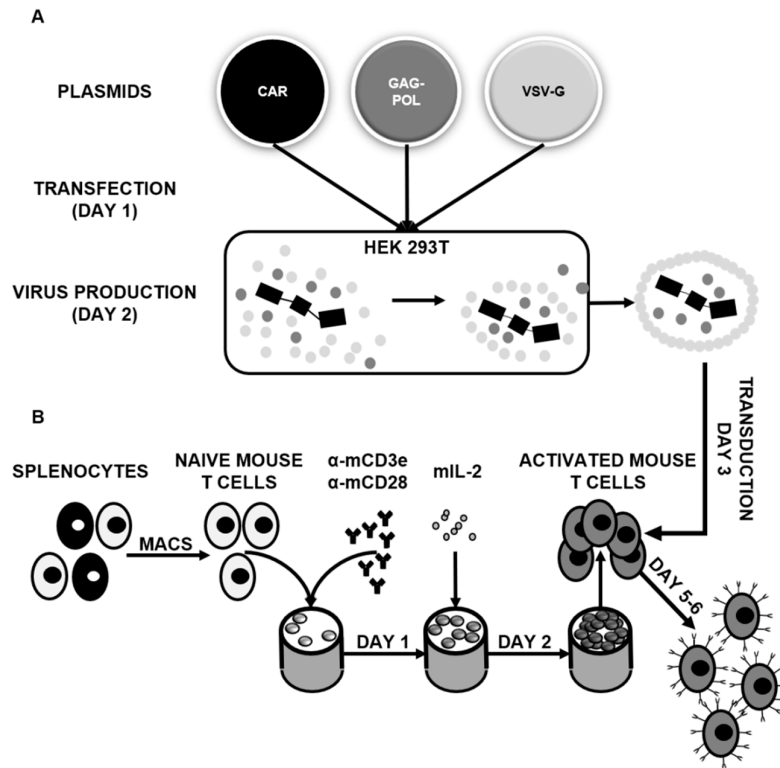 A
PLASMIDS
CAR
GAG-
POL
VSV-G
TRANSFECTION
(DAY 1)
HEK 293T
VIRUS PRODUCTION
(DAY 2)
TRANSDUCTION
DAY 3
B
SPLENOCYTES
NAIVE MOUSE
T CELLS
α-mCD3e
α-mCD28
mIL-2
ACTIVATED MOUSE
T CELLS
MACS
DAY 1
DAY 2
DAY 5-6